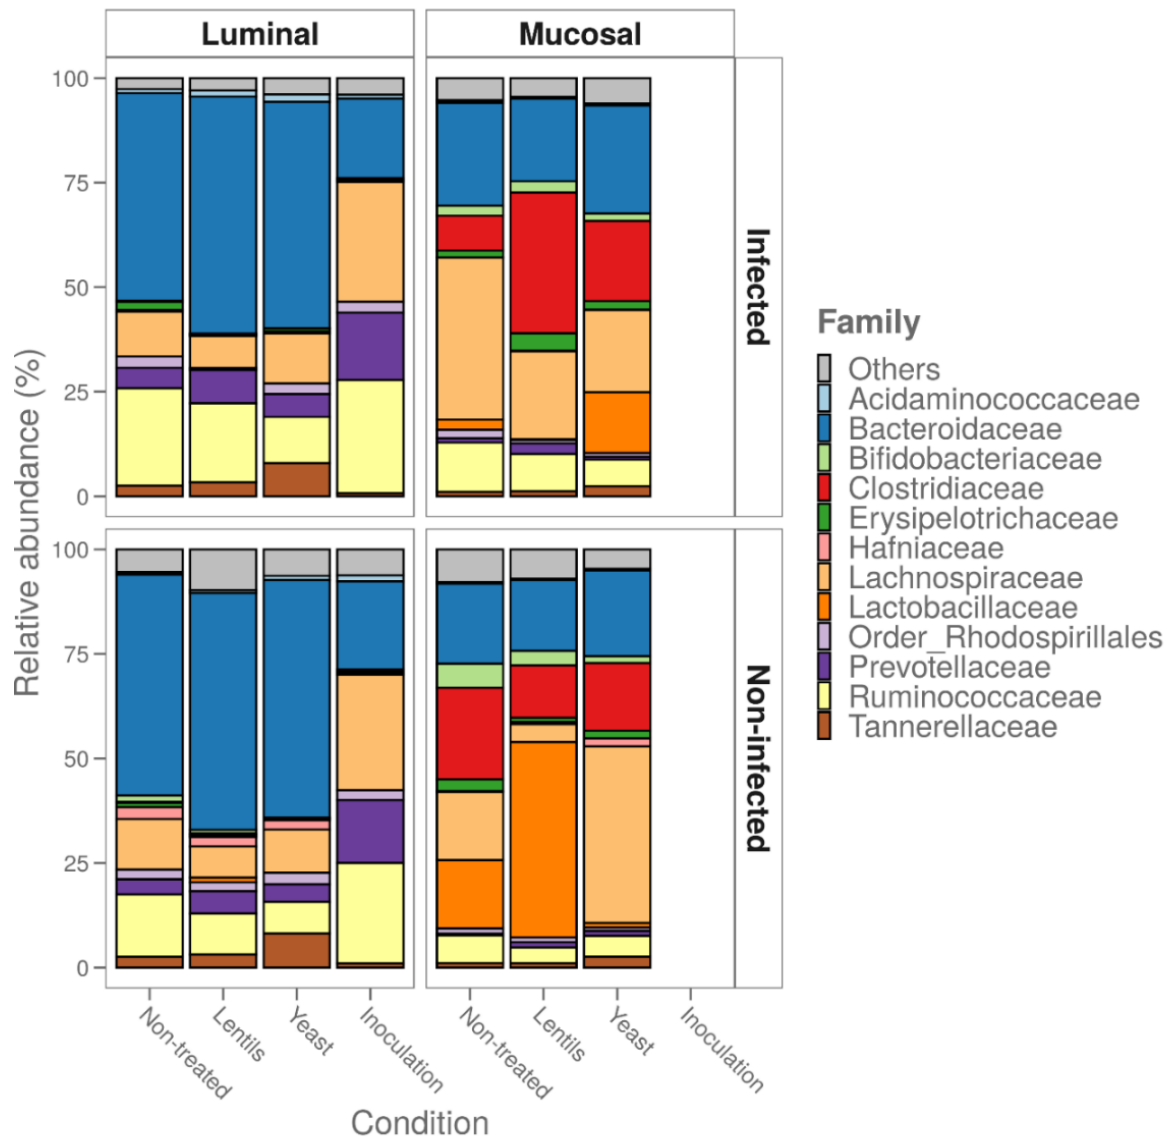 Luminal
Mucosal
Relative abundance (%)
100
75
50
25
0
Infected
100
75
50
25
0
Non-infected
Non-treated
Lentils
Yeast
Inoculation
Non-treated
Lentils
Yeast
Inoculation
Condition
Family
Others
Acidaminococcaceae
Bacteroidaceae
Bifidobacteriaceae
Clostridiaceae
Erysipelotrichaceae
Hafniaceae
Lachnospiraceae
Lactobacillaceae
Order_Rhodospirillales
Prevotellaceae
Ruminococcaceae
Tannerellaceae